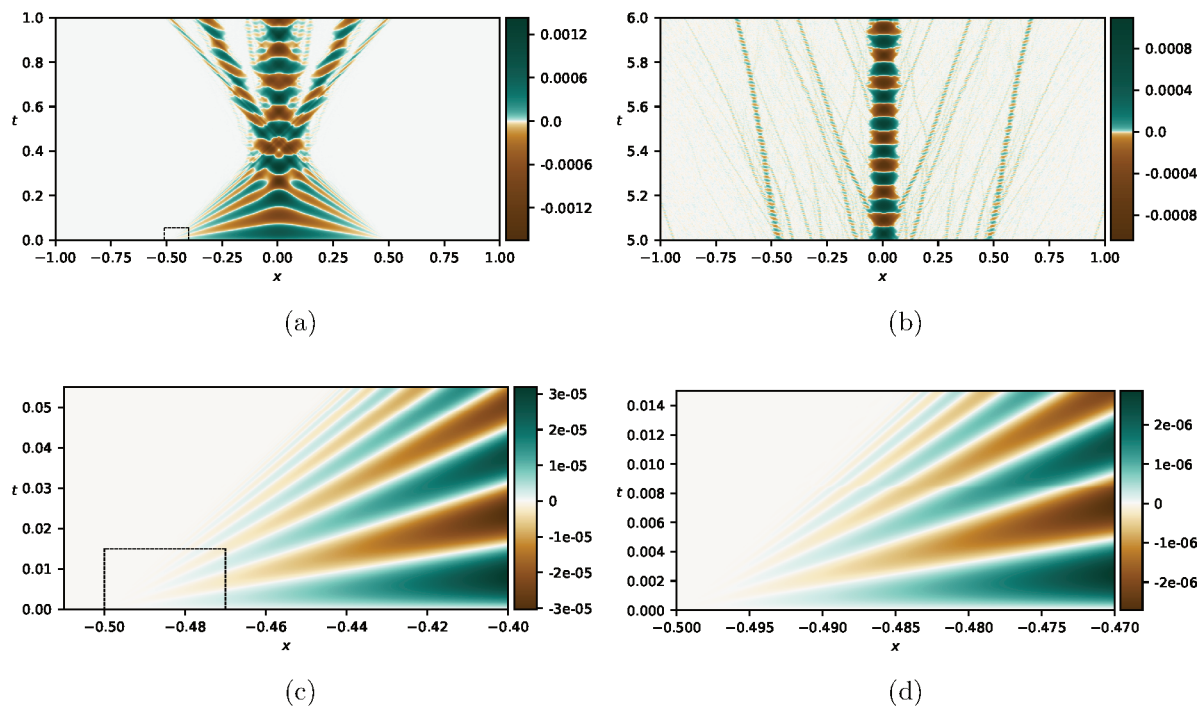 1.0
0.8
0.6
t
0.4
0.2
0.0
−1.00 −0.75 −0.50 −0.25 0.00 0.25 0.50 0.75 1.00
x
0.0012
0.0006
0.0
-0.0006
-0.0012
(a)
6.0
5.8
5.6
t
5.4
5.2
5.0
−1.00 −0.75 −0.50 −0.25 0.00 0.25 0.50 0.75 1.00
x
0.0008
0.0004
0.0
-0.0004
-0.0008
(b)
0.05
0.04
0.03
t
0.02
0.01
0.00
−0.50 −0.48 −0.46 −0.44 −0.42 −0.40
x
3e-05
2e-05
1e-05
0
-1e-05
-2e-05
-3e-05
(c)
0.014
0.012
0.010
0.008
t
0.006
0.004
0.002
0.000
−0.500 −0.495 −0.490 −0.485 −0.480 −0.475 −0.470
x
2e-06
1e-06
0
-1e-06
-2e-06
(d)